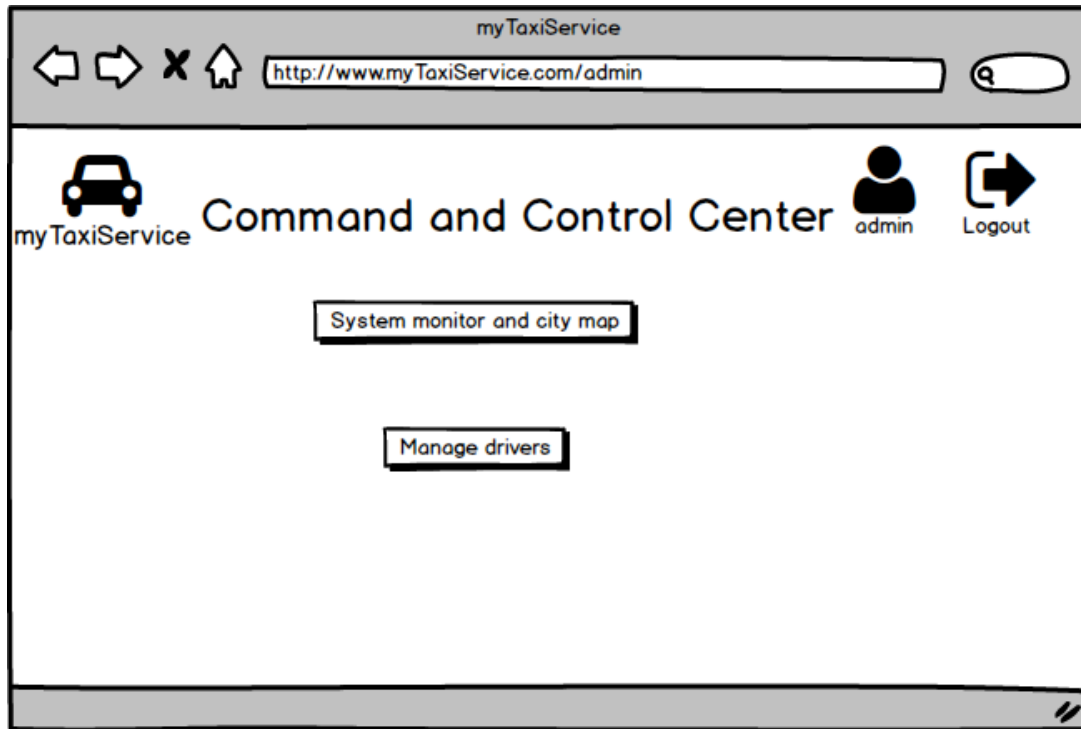 myTaxiService
http://www.myTaxiService.com/admin
myTaxiService
Command and Control Center
admin
Logout
System monitor and city map
Manage drivers